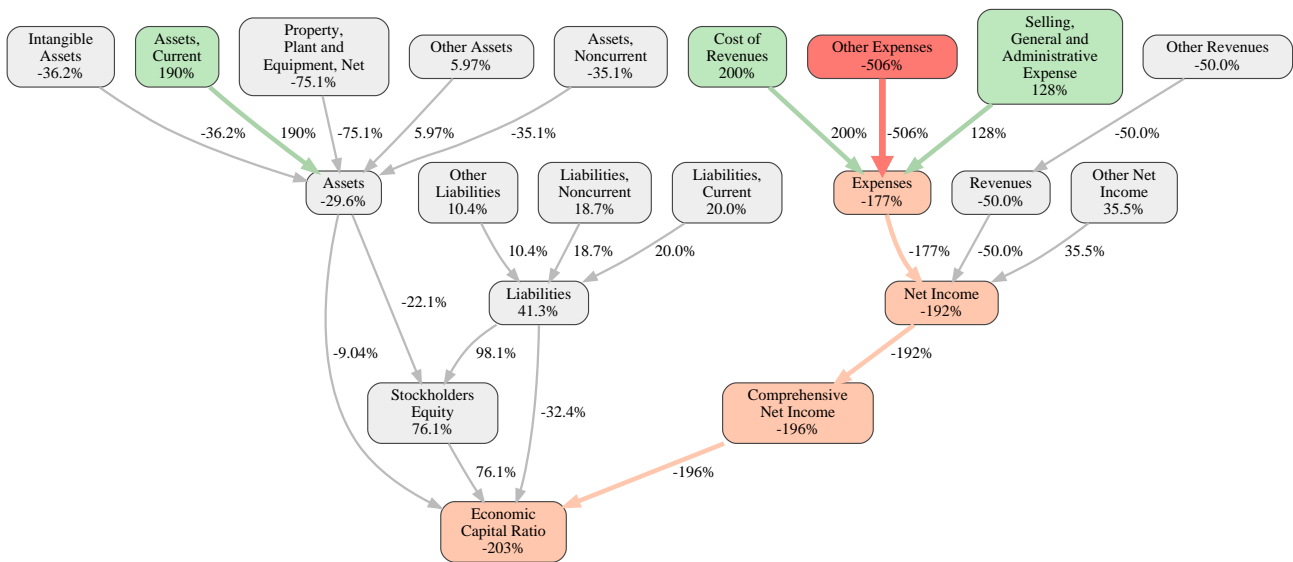 Intangible
Assets
-36.2%
Assets,
Current
190%
Property,
Plant and
Equipment, Net
-75.1%
Other Assets
5.97%
Assets,
Noncurrent
-35.1%
Cost of
Revenues
200%
Other Expenses
-506%
Selling,
General and
Administrative
Expense
128%
Other Revenues
-50.0%
-36.2%
190%
-75.1%
5.97%
-35.1%
200%
-506%
128%
-50.0%
Assets
-29.6%
Other
Liabilities
10.4%
Liabilities,
Noncurrent
18.7%
Liabilities,
Current
20.0%
Expenses
-177%
Revenues
-50.0%
Other Net
Income
35.5%
10.4%
18.7%
20.0%
-177%
-50.0%
35.5%
-22.1%
Liabilities
41.3%
Net Income
-192%
-9.04%
98.1%
-192%
Stockholders
Equity
76.1%
-32.4%
Comprehensive
Net Income
-196%
76.1%
-196%
Economic
Capital Ratio
-203%